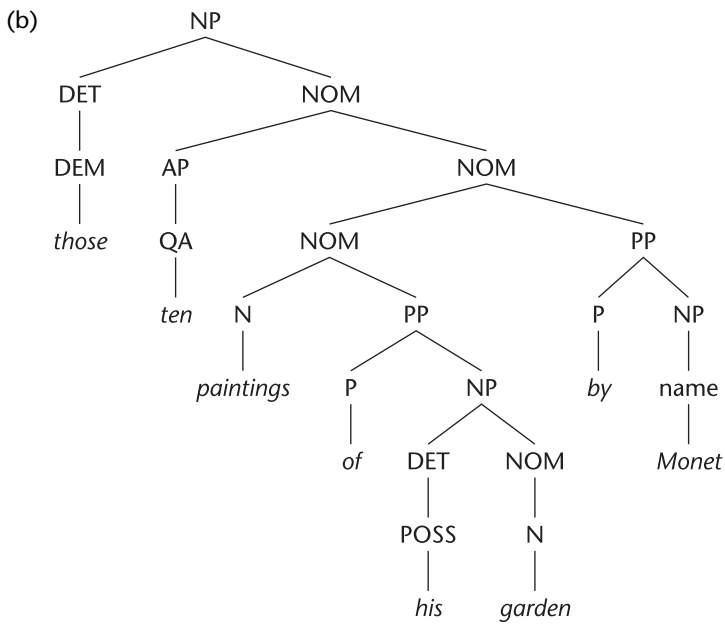 (b) NP
DET NOM
DEM AP NOM
those QA NOM PP
ten N PP P NP
paintings P NP by name
of DET NOM Monet
POSS N
his garden